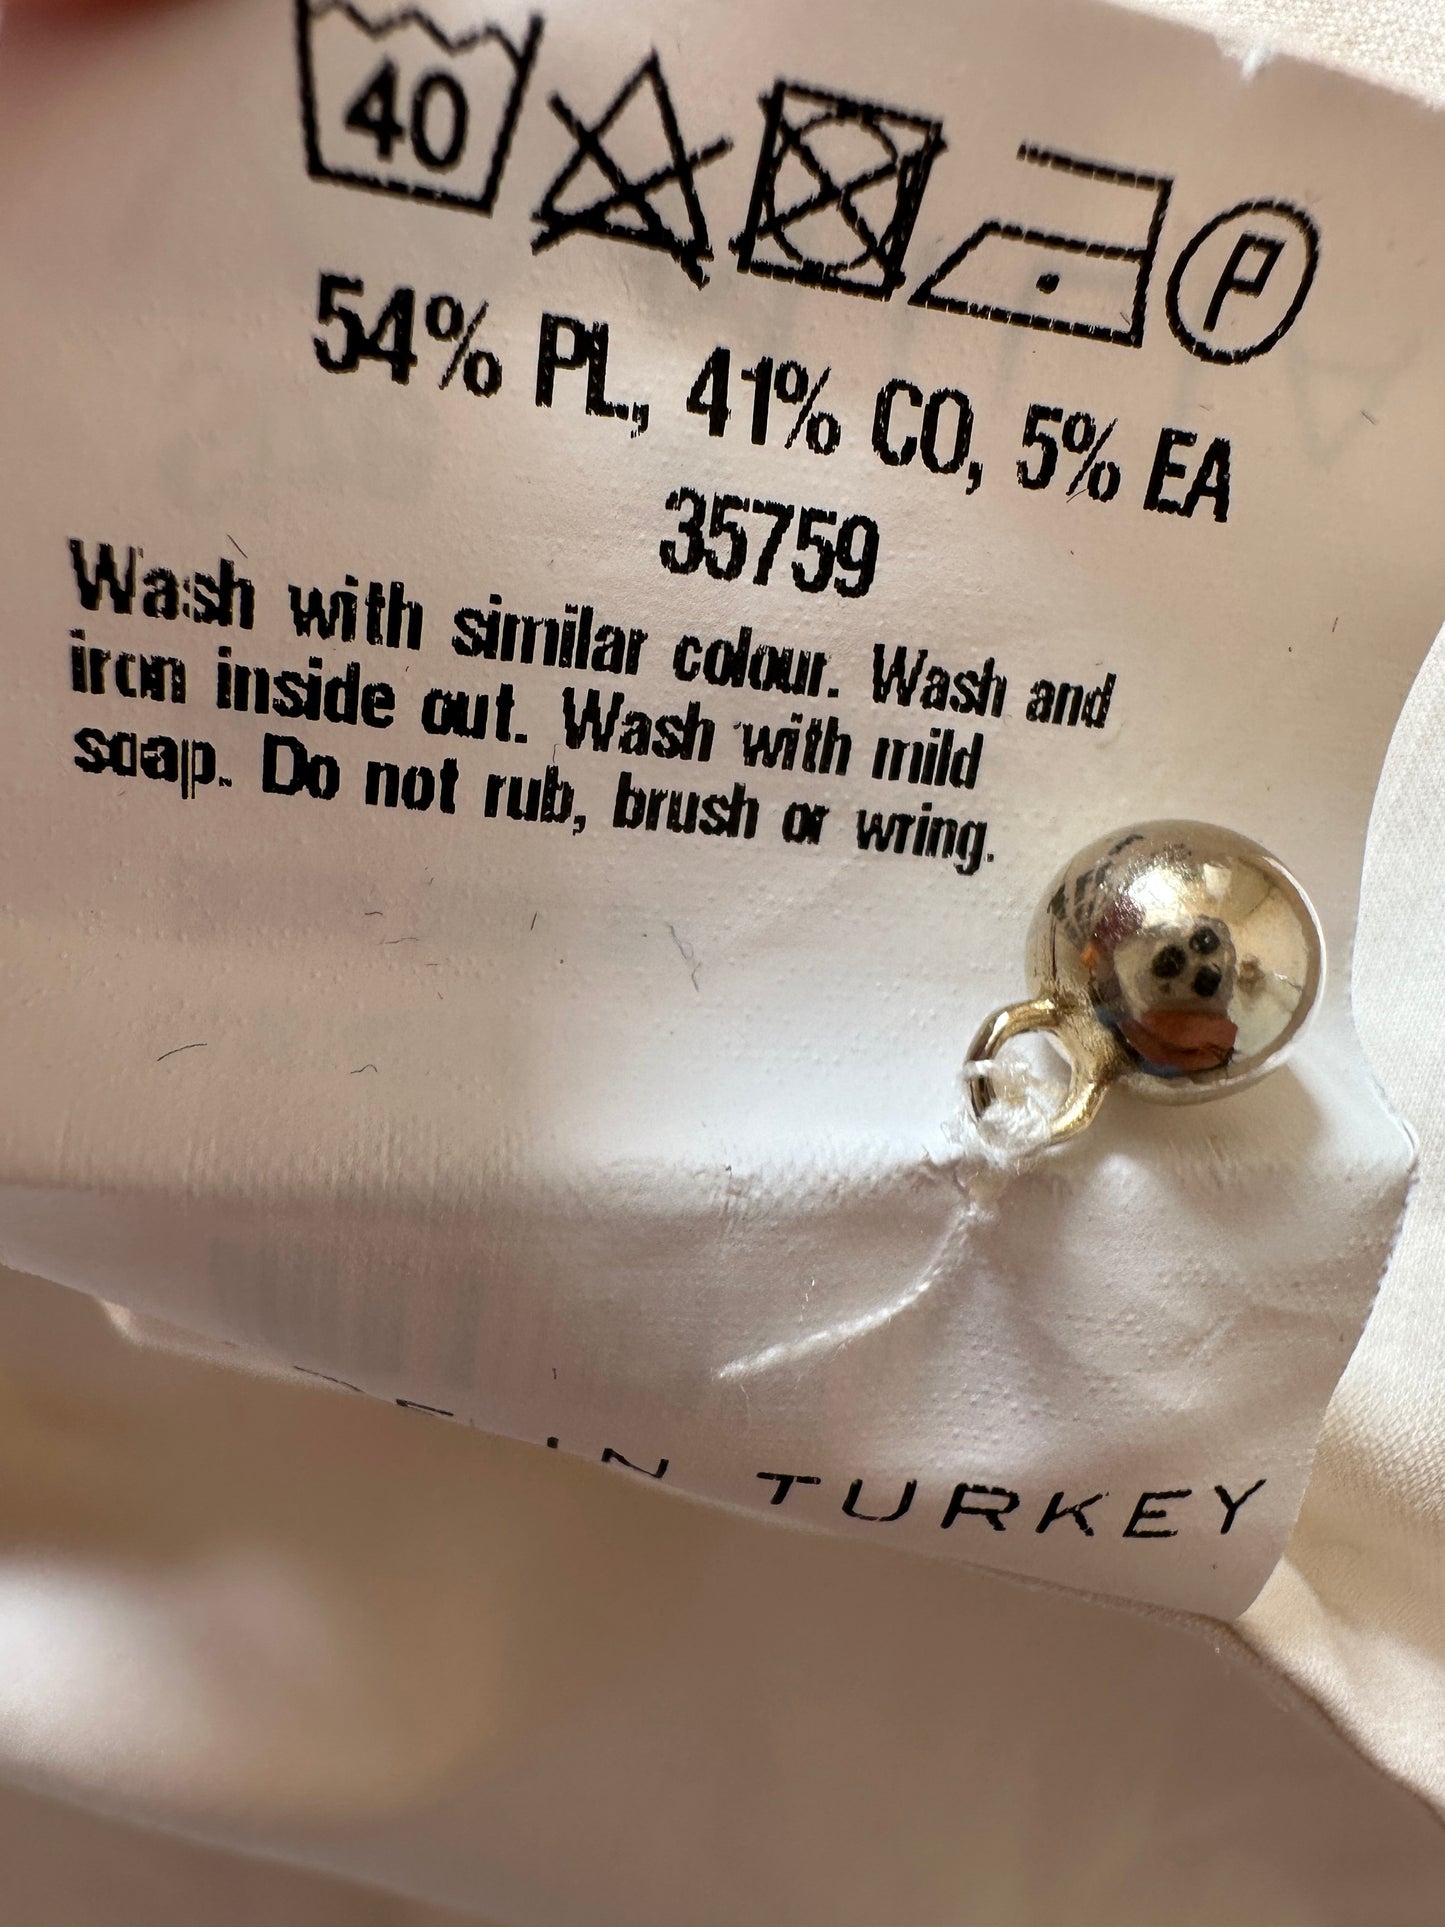 40
P
54% PL, 41% CO, 5% EA
35759
Wash with similar colour. Wash and
iron inside out. Wash with mild
soap. Do not rub, brush or wring.
IN TURKEY